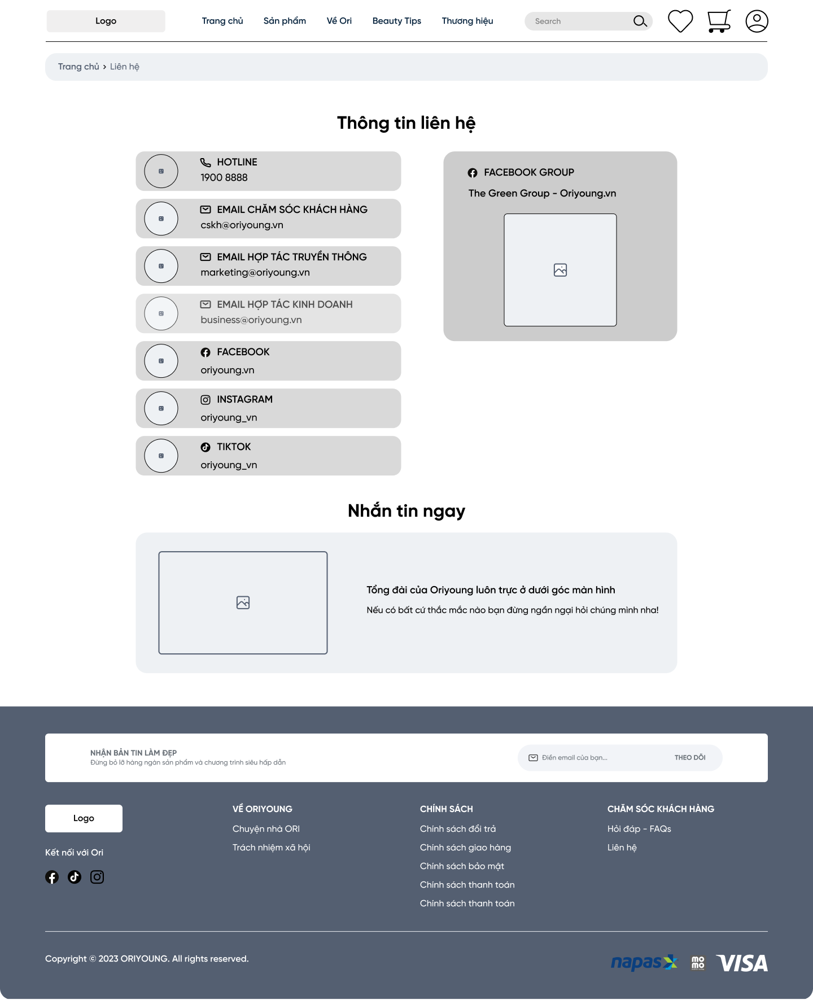 Logo
Trang chủ
Sản phẩm
Về Ori
Beauty Tips
Thương hiệu
Search
Trang chủ › Liên hệ
Thông tin liên hệ
HOTLINE
1900 8888
EMAIL CHĂM SÓC KHÁCH HÀNG
cskh@oriyoung.vn
EMAIL HỢP TÁC TRUYỀN THÔNG
marketing@oriyoung.vn
EMAIL HỢP TÁC KINH DOANH
business@oriyoung.vn
FACEBOOK
oriyoung.vn
INSTAGRAM
oriyoung_vn
TIKTOK
oriyoung_vn
FACEBOOK GROUP
The Green Group - Oriyoung.vn
Nhắn tin ngay
Tổng đài của Oriyoung luôn trực ở dưới góc màn hình
Nếu có bất cứ thắc mắc nào bạn đừng ngần ngại hỏi chúng mình nha!
NHẬN BẢN TIN LÀM ĐẸP
Đừng bỏ lỡ hàng ngàn sản phẩm và chương trình siêu hấp dẫn
Điền email của bạn...
THEO DÕI
Logo
Kết nối với Ori
VỀ ORIYOUNG
Chuyện nhà ORI
Trách nhiệm xã hội
CHÍNH SÁCH
Chính sách đổi trả
Chính sách giao hàng
Chính sách bảo mật
Chính sách thanh toán
Chính sách thanh toán
CHĂM SÓC KHÁCH HÀNG
Hỏi đáp - FAQs
Liên hệ
Copyright © 2023 ORIYOUNG. All rights reserved.
napas
mo
mo
VISA